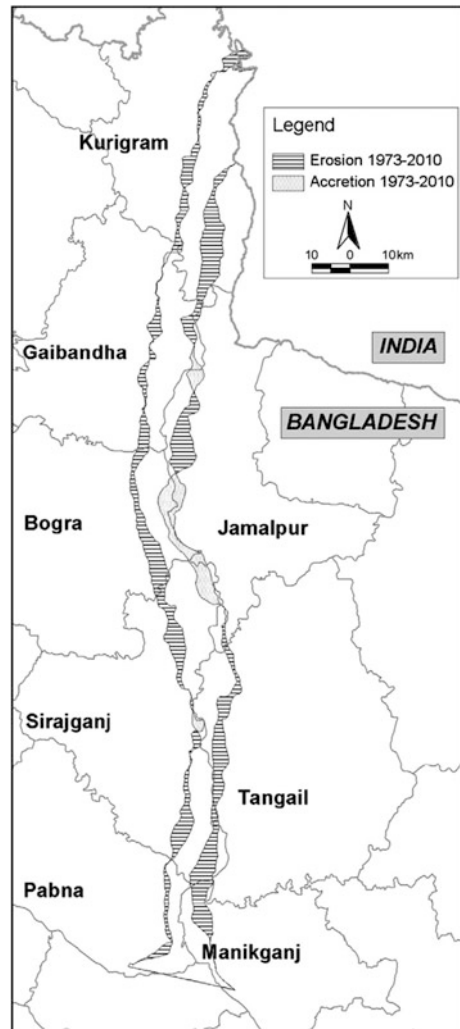 Kurigram
Legend
Erosion 1973-2010
Accretion 1973-2010
N
10 0 10km
Gaibandha
INDIA
BANGLADESH
Bogra
Jamalpur
Sirajganj
Tangail
Pabna
Manikganj